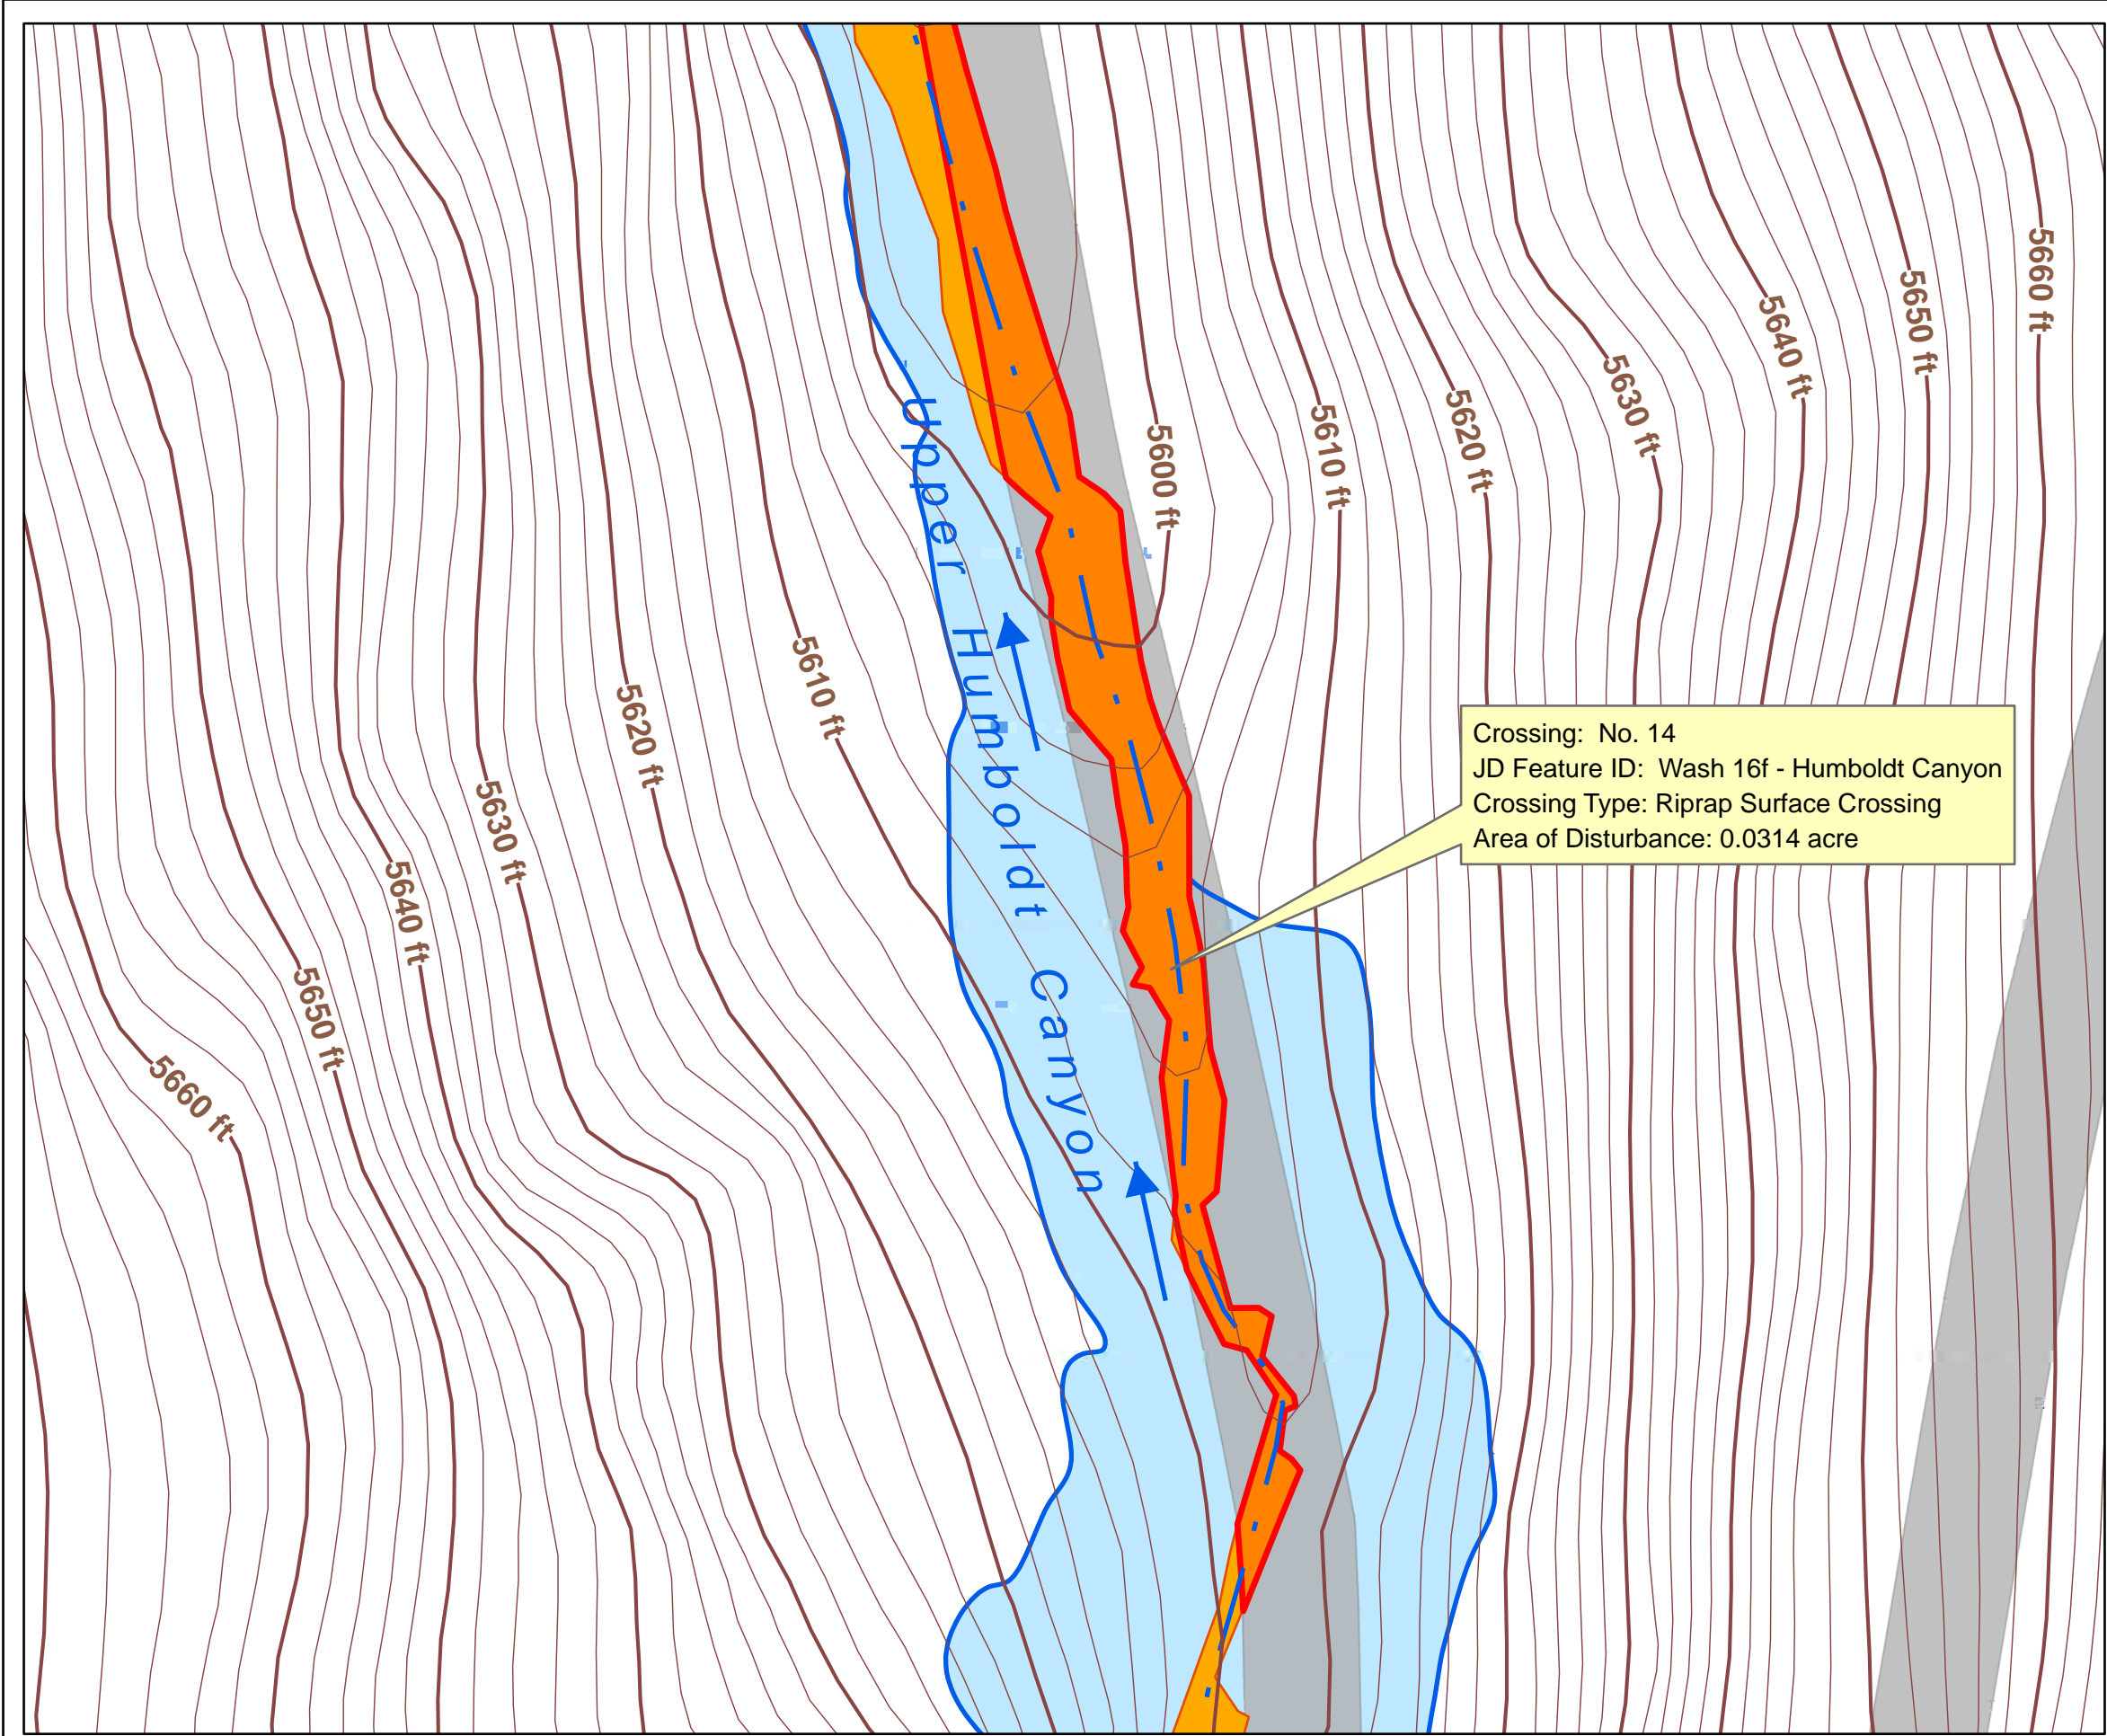 5660 ft
5650 ft
5640 ft
5630 ft
5620 ft
5610 ft
5600 ft
Upper Humboldt Canyon
5610 ft
5620 ft
5630 ft
5640 ft
5650 ft
5660 ft
Crossing: No. 14
JD Feature ID: Wash 16f - Humboldt Canyon
Crossing Type: Riprap Surface Crossing
Area of Disturbance: 0.0314 acre